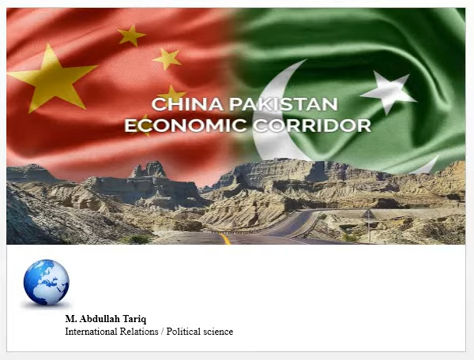 CHINA PAKISTAN
ECONOMIC CORRIDOR
M. Abdullah Tariq
International Relations / Political science